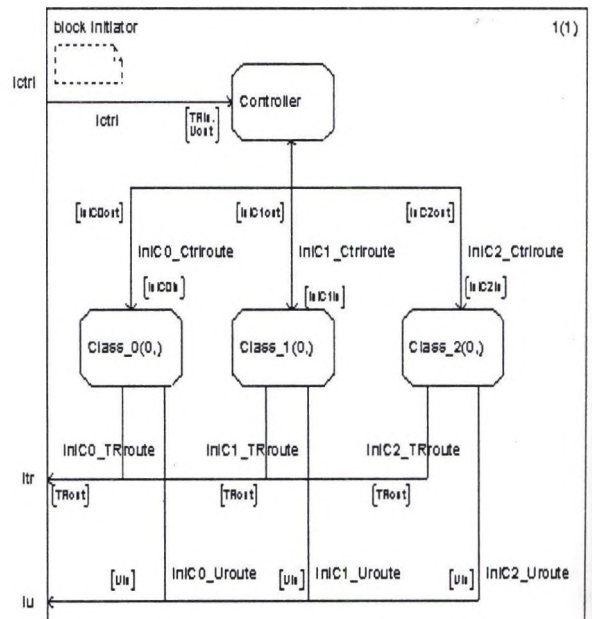 block Initiator
1(1)
Ictrl
Controller
Ictrl
[TRin,
Uout]
[IniC0out]
[IniC1out]
[IniC2out]
IniC0_Ctrlroute
IniC1_Ctrlroute
IniC2_Ctrlroute
[IniC0in]
[IniC1in]
[IniC2in]
Class_0(0,)
Class_1(0,)
Class_2(0,)
IniC0_TRroute
IniC1_TRroute
IniC2_TRroute
Itr
[TRout]
[TRout]
[TRout]
[Uin]
IniC0_Uroute
[Uin]
IniC1_Uroute
[Uin]
IniC2_Uroute
Iu